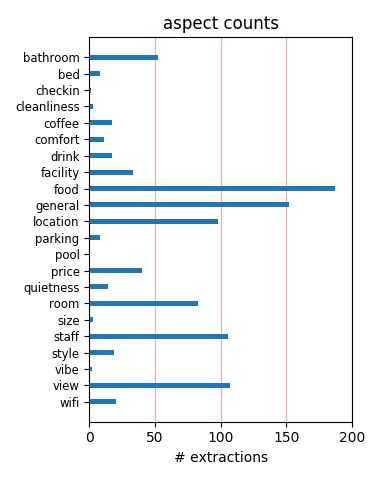 aspect counts
bathroom
bed
checkin
cleanliness
coffee
comfort
drink
facility
food
general
location
parking
pool
price
quietness
room
size
staff
style
vibe
view
wifi
0 50 100 150 200
# extractions